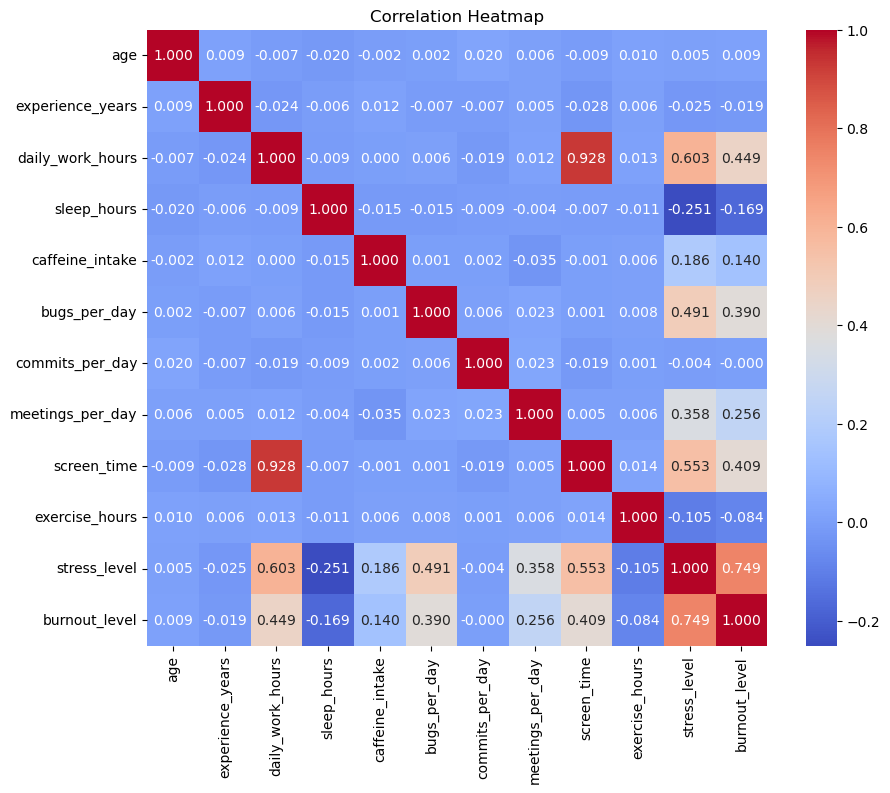 Correlation Heatmap
age 1.000 0.009 -0.007 -0.020 -0.002 0.002 0.020 0.006 -0.009 0.010 0.005 0.009
experience_years 0.009 1.000 -0.024 -0.006 0.012 -0.007 -0.007 0.005 -0.028 0.006 -0.025 -0.019
daily_work_hours -0.007 -0.024 1.000 -0.009 0.000 0.006 -0.019 0.012 0.928 0.013 0.603 0.449
sleep_hours -0.020 -0.006 -0.009 1.000 -0.015 -0.015 -0.009 -0.004 -0.007 -0.011 -0.251 -0.169
caffeine_intake -0.002 0.012 0.000 -0.015 1.000 0.001 0.002 -0.035 -0.001 0.006 0.186 0.140
bugs_per_day 0.002 -0.007 0.006 -0.015 0.001 1.000 0.006 0.023 0.001 0.008 0.491 0.390
commits_per_day 0.020 -0.007 -0.019 -0.009 0.002 0.006 1.000 0.023 -0.019 0.001 -0.004 -0.000
meetings_per_day 0.006 0.005 0.012 -0.004 -0.035 0.023 0.023 1.000 0.005 0.006 0.358 0.256
screen_time -0.009 -0.028 0.928 -0.007 -0.001 0.001 -0.019 0.005 1.000 0.014 0.553 0.409
exercise_hours 0.010 0.006 0.013 -0.011 0.006 0.008 0.001 0.006 0.014 1.000 -0.105 -0.084
stress_level 0.005 -0.025 0.603 -0.251 0.186 0.491 -0.004 0.358 0.553 -0.105 1.000 0.749
burnout_level 0.009 -0.019 0.449 -0.169 0.140 0.390 -0.000 0.256 0.409 -0.084 0.749 1.000
age
experience_years
daily_work_hours
sleep_hours
caffeine_intake
bugs_per_day
commits_per_day
meetings_per_day
screen_time
exercise_hours
stress_level
burnout_level
1.0
0.8
0.6
0.4
0.2
0.0
−0.2